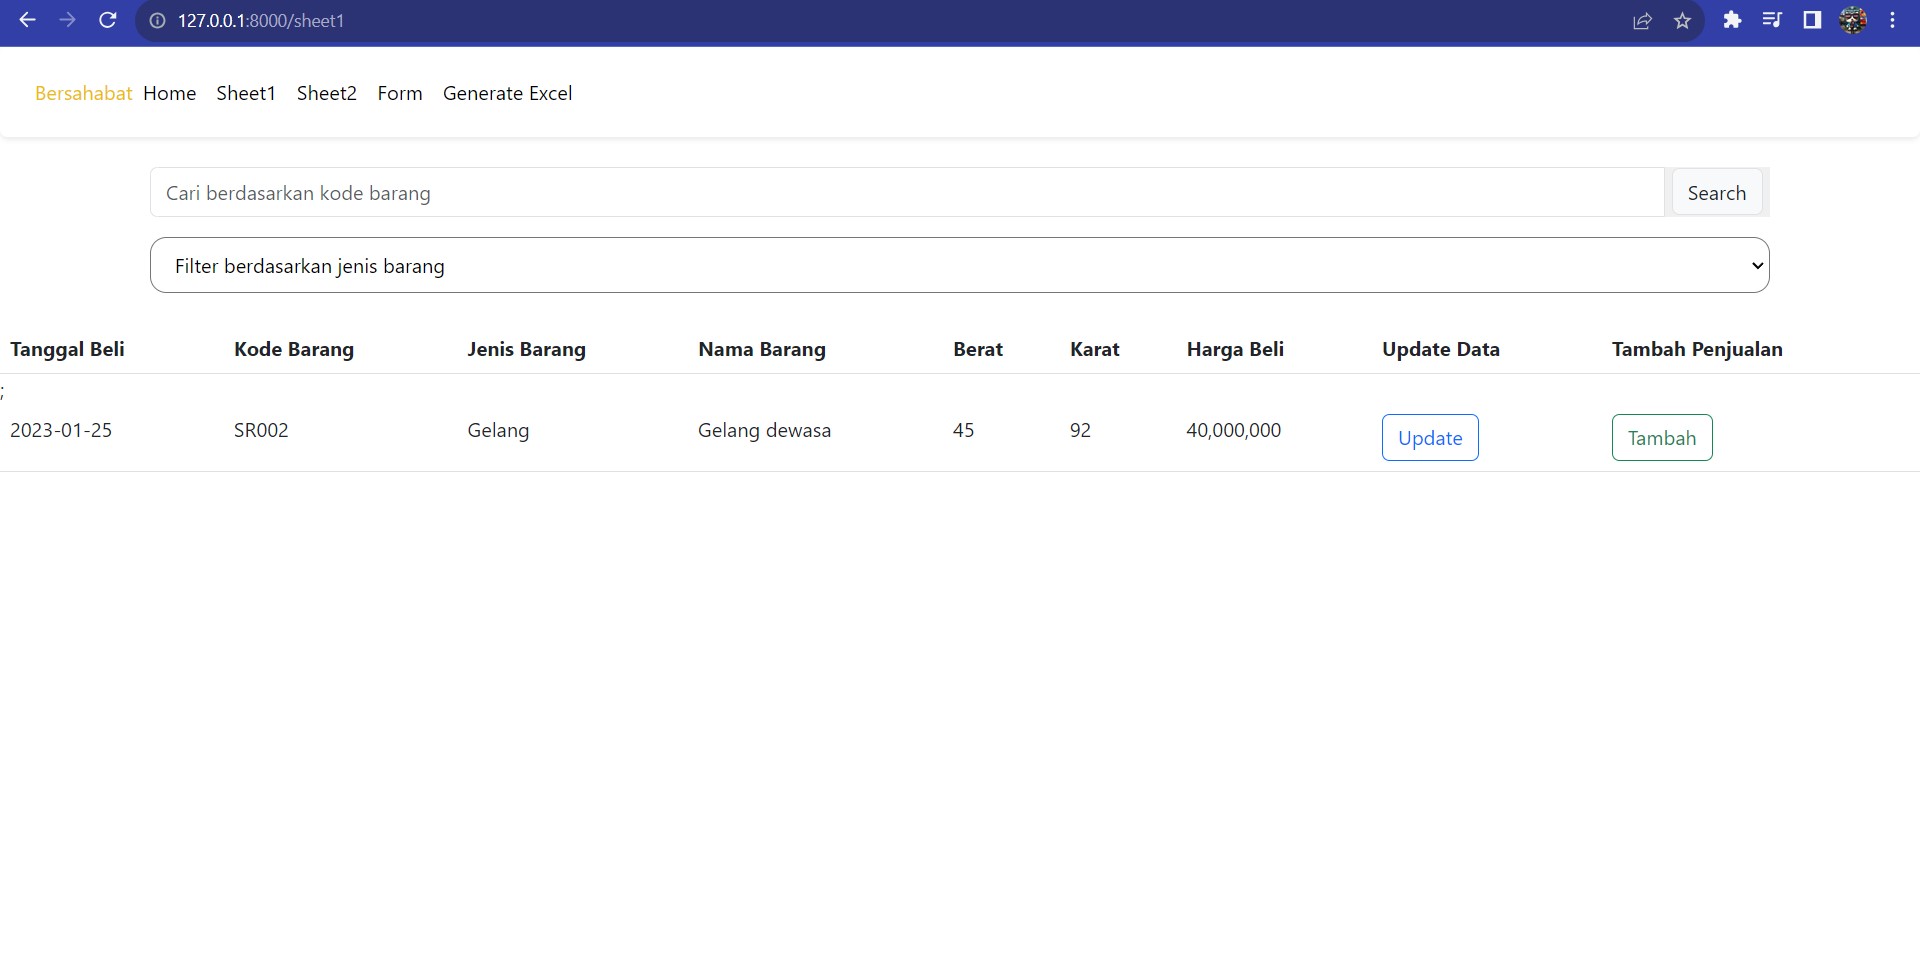 127.0.0.1:8000/sheet1
Bersahabat Home Sheet1 Sheet2 Form Generate Excel
Cari berdasarkan kode barang Search
Filter berdasarkan jenis barang
Tanggal Beli Kode Barang Jenis Barang Nama Barang Berat Karat Harga Beli Update Data Tambah Penjualan
;
2023-01-25 SR002 Gelang Gelang dewasa 45 92 40,000,000 Update Tambah